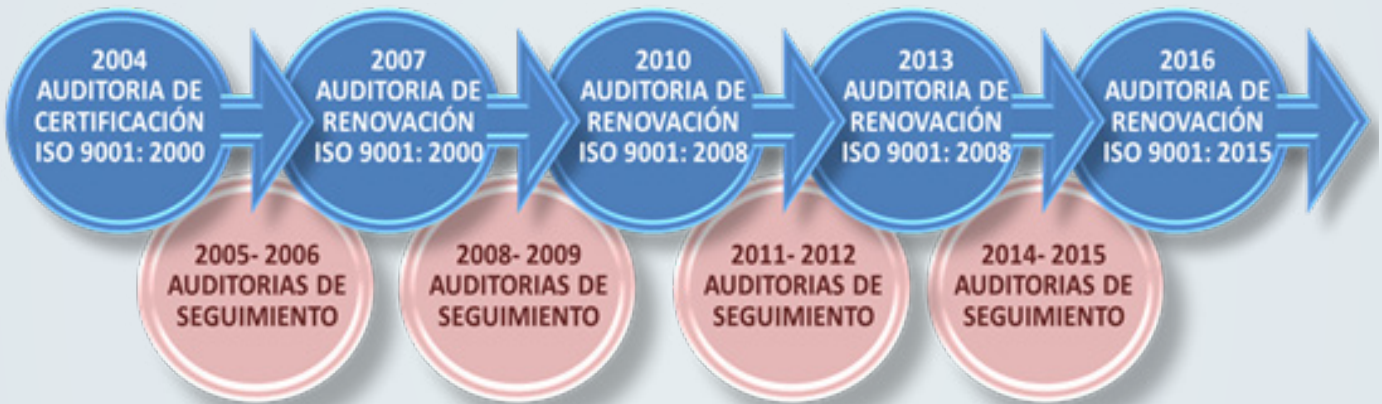 2004
AUDITORIA DE
CERTIFICACIÓN
ISO 9001: 2000
2007
AUDITORIA DE
RENOVACIÓN
ISO 9001: 2000
2010
AUDITORIA DE
RENOVACIÓN
ISO 9001: 2008
2013
AUDITORIA DE
RENOVACIÓN
ISO 9001: 2008
2016
AUDITORIA DE
RENOVACIÓN
ISO 9001: 2015
2005- 2006
AUDITORIAS DE
SEGUIMIENTO
2008- 2009
AUDITORIAS DE
SEGUIMIENTO
2011- 2012
AUDITORIAS DE
SEGUIMIENTO
2014- 2015
AUDITORIAS DE
SEGUIMIENTO